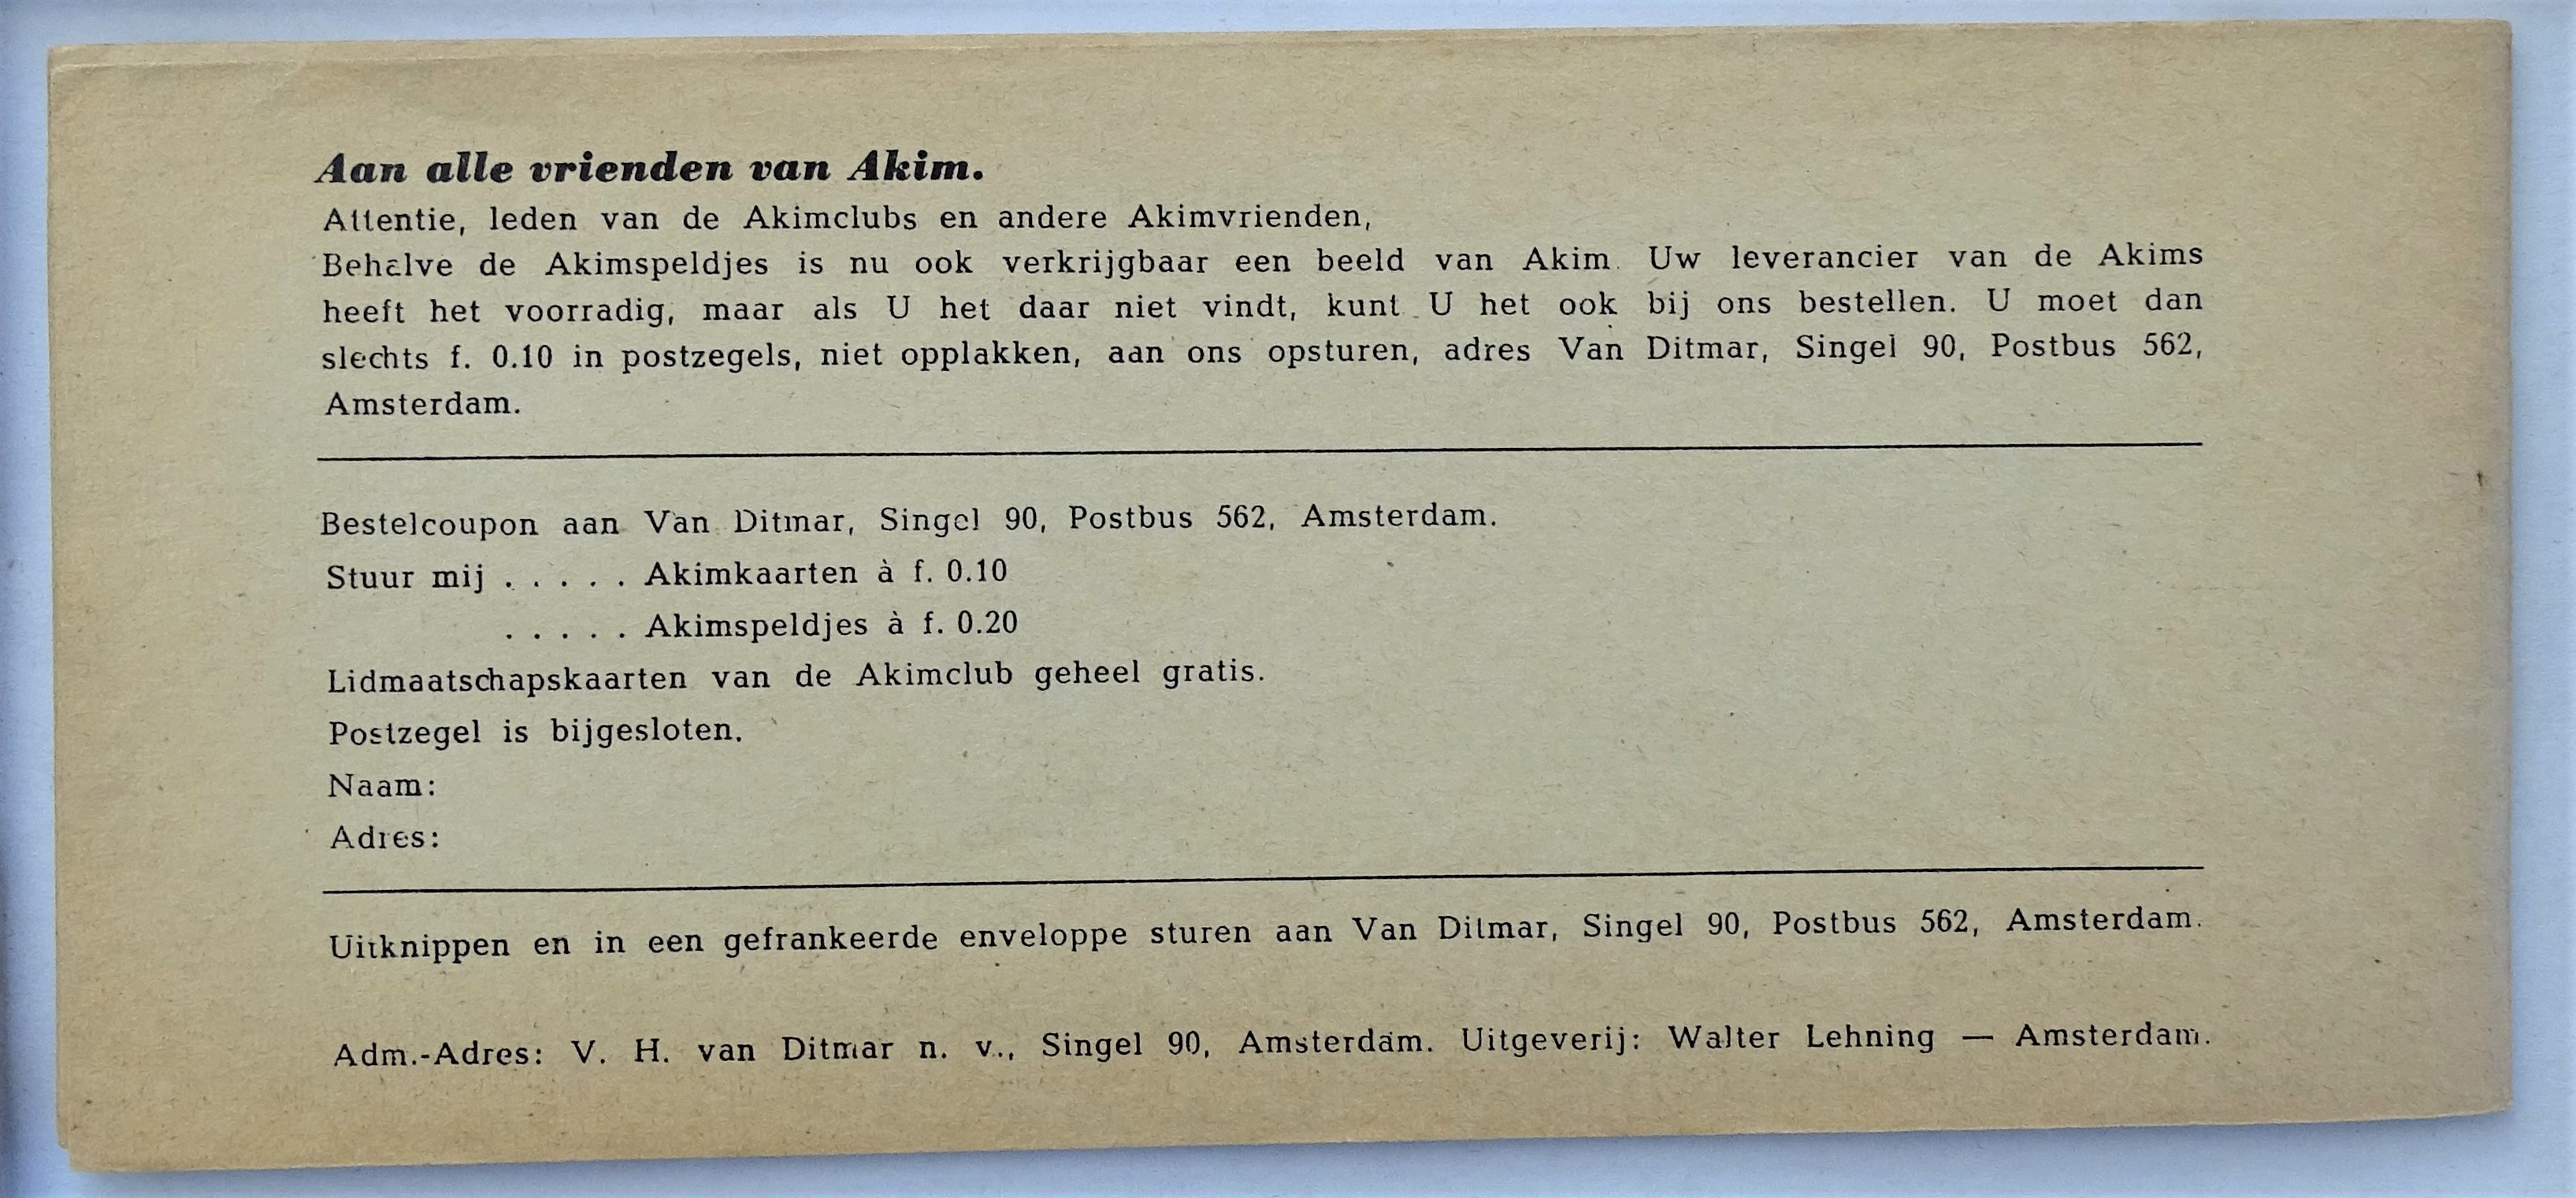 Aan alle vrienden van Akim.
Attentie, leden van de Akimclubs en andere Akimvrienden,
Behalve de Akimspeldjes is nu ook verkrijgbaar een beeld van Akim. Uw leverancier van de Akims
heeft het voorradig, maar als U het daar niet vindt, kunt U het ook bij ons bestellen. U moet dan
slechts f. 0.10 in postzegels, niet opplakken, aan ons opsturen, adres Van Ditmar, Singel 90, Postbus 562,
Amsterdam.
Bestelcoupon aan Van Ditmar, Singel 90, Postbus 562, Amsterdam.
Stuur mij . . . . . Akimkaarten à f. 0.10
. . . . . Akimspeldjes à f. 0.20
Lidmaatschapskaarten van de Akimclub geheel gratis.
Postzegel is bijgesloten.
Naam:
Adres:
Uitknippen en in een gefrankeerde enveloppe sturen aan Van Ditmar, Singel 90, Postbus 562, Amsterdam.
Adm.-Adres: V. H. van Ditmar n. v., Singel 90, Amsterdam. Uitgeverij: Walter Lehning — Amsterdam.